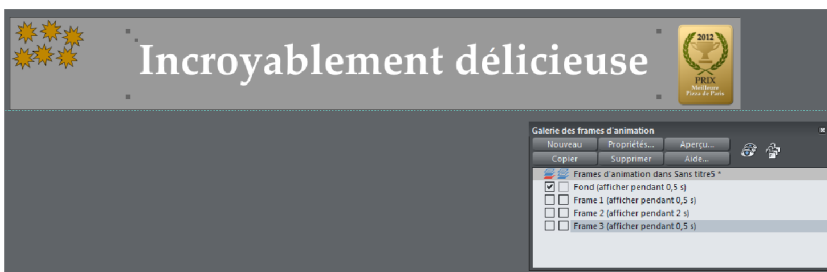 2012
Incroyablement délicieuse
PRIX
Meilleure
Pizza de Paris
Galerie des frames d'animation
Nouveau Propriétés... Aperçu...
Copier Supprimer Aide...
Frames d'animation dans Sans titre5 *
Fond (afficher pendant 0,5 s)
Frame 1 (afficher pendant 0,5 s)
Frame 2 (afficher pendant 2 s)
Frame 3 (afficher pendant 0,5 s)